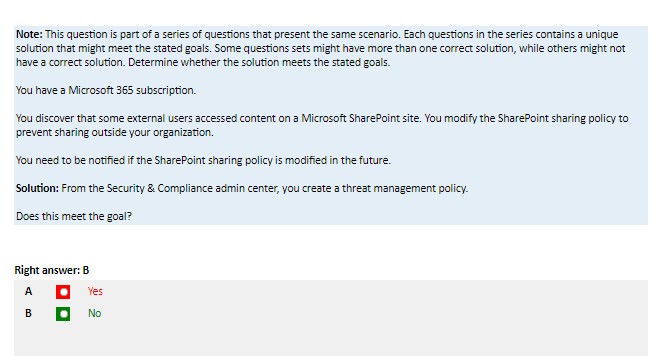 Note: This question is part of a series of questions that present the same scenario. Each questions in the series contains a unique
solution that might meet the stated goals. Some questions sets might have more than one correct solution, while others might not
have a correct solution. Determine whether the solution meets the stated goals.
You have a Microsoft 365 subscription.
You discover that some external users accessed content on a Microsoft SharePoint site. You modify the SharePoint sharing policy to
prevent sharing outside your organization.
You need to be notified if the SharePoint sharing policy is modified in the future.
Solution: From the Security & Compliance admin center, you create a threat management policy.
Does this meet the goal?
Right answer: B
A Yes
B No